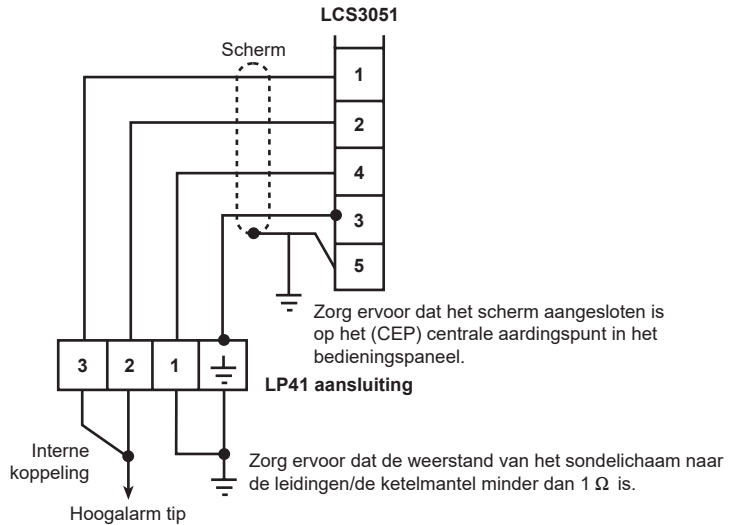 LCS3051
Scherm
1
2
4
3
5
Zorg ervoor dat het scherm aangesloten is
op het (CEP) centrale aardingspunt in het
bedieningspaneel.
3 2 1
LP41 aansluiting
Interne
koppeling
Zorg ervoor dat de weerstand van het sondelichaam naar
de leidingen/de ketelmantel minder dan 1 Ω is.
Hoogalarm tip